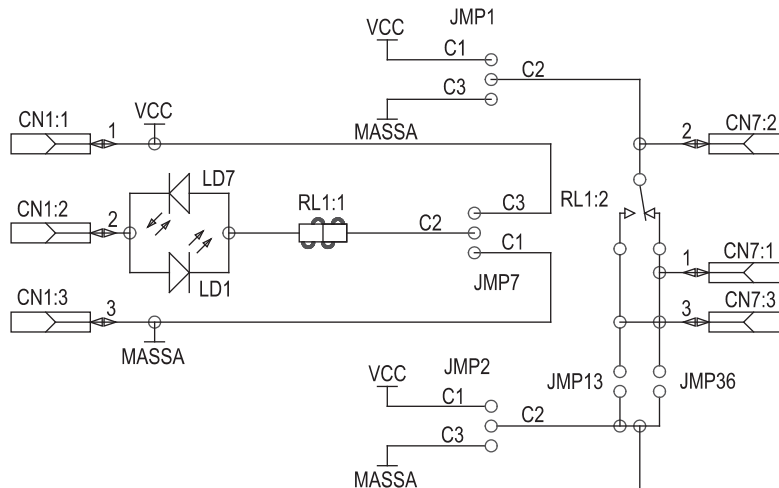 JMP1
VCC
C1
C2
C3
MASSA
CN1:1
1
VCC
2
CN7:2
LD7
RL1:1
RL1:2
C3
CN1:2
2
C2
C1
LD1
JMP7
1
CN7:1
CN1:3
3
3
CN7:3
MASSA
JMP2
VCC
C1
JMP13
JMP36
C2
C3
MASSA